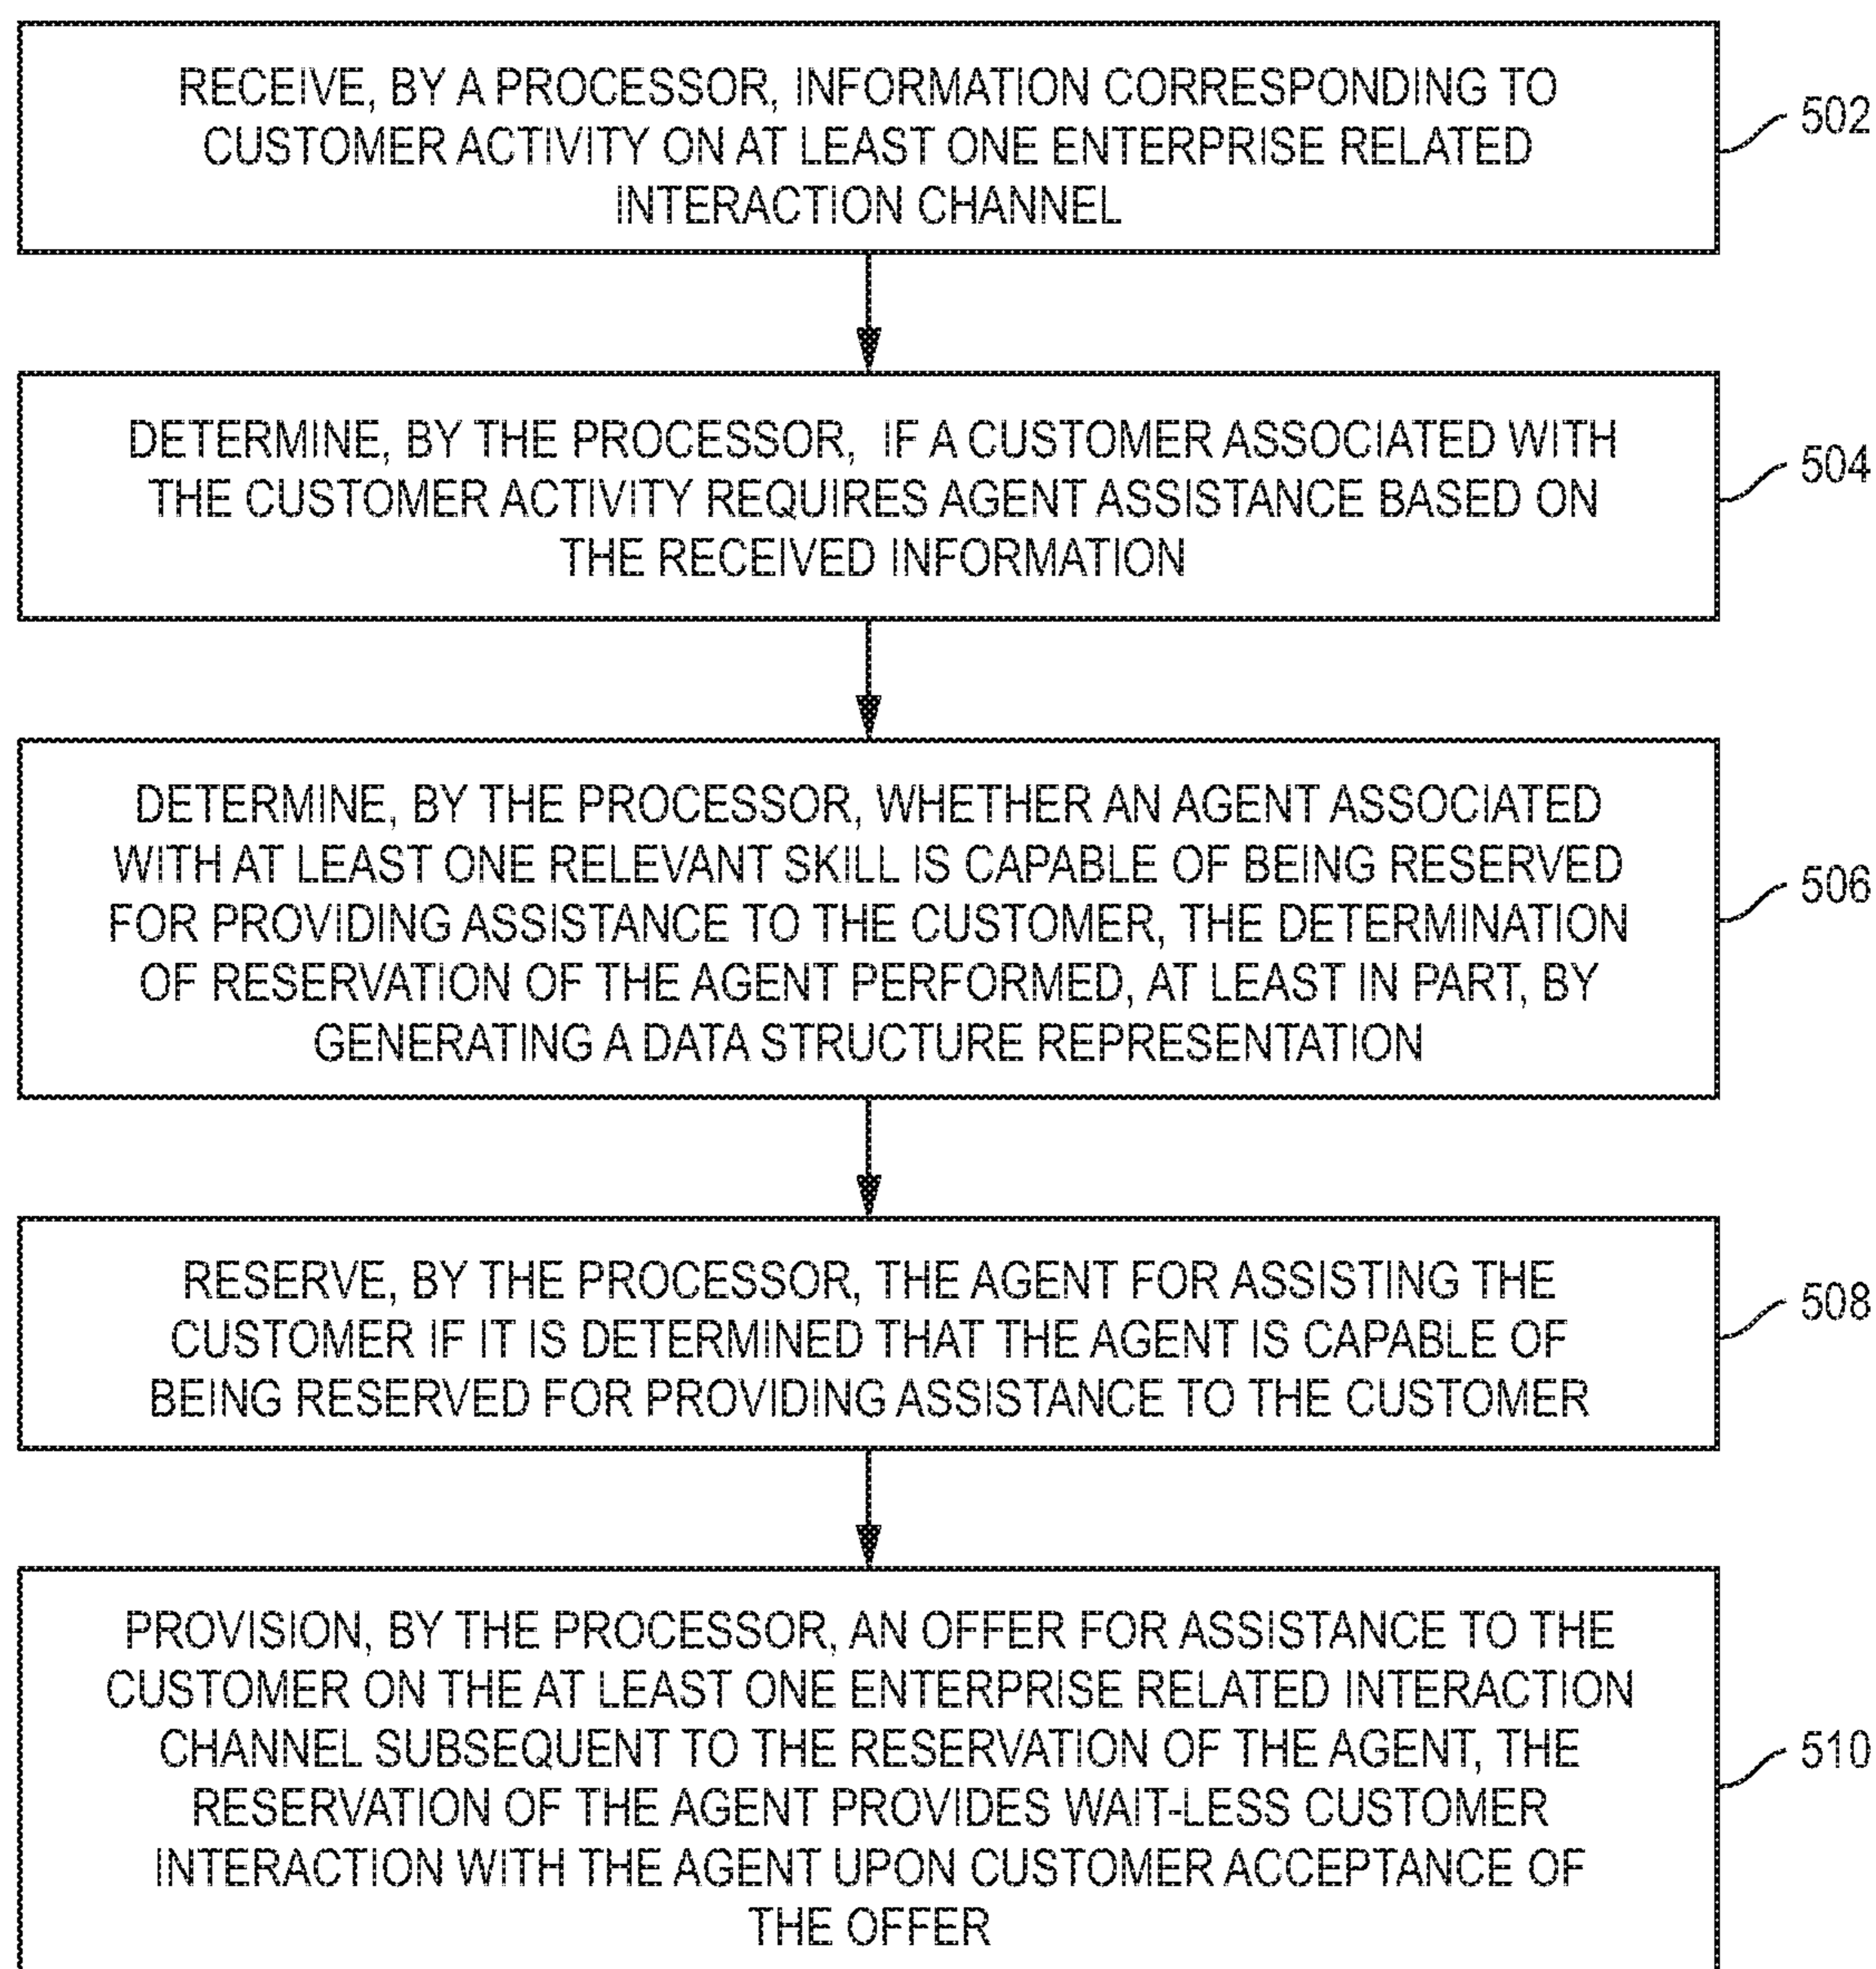 RECEIVE, BY A PROCESSOR, INFORMATION CORRESPONDING TO
CUSTOMER ACTIVITY ON AT LEAST ONE ENTERPRISE RELATED
INTERACTION CHANNEL
502
DETERMINE, BY THE PROCESSOR, IF A CUSTOMER ASSOCIATED WITH
THE CUSTOMER ACTIVITY REQUIRES AGENT ASSISTANCE BASED ON
THE RECEIVED INFORMATION
504
DETERMINE, BY THE PROCESSOR, WHETHER AN AGENT ASSOCIATED
WITH AT LEAST ONE RELEVANT SKILL IS CAPABLE OF BEING RESERVED
FOR PROVIDING ASSISTANCE TO THE CUSTOMER, THE DETERMINATION
OF RESERVATION OF THE AGENT PERFORMED, AT LEAST IN PART, BY
GENERATING A DATA STRUCTURE REPRESENTATION
506
RESERVE, BY THE PROCESSOR, THE AGENT FOR ASSISTING THE
CUSTOMER IF IT IS DETERMINED THAT THE AGENT IS CAPABLE OF
BEING RESERVED FOR PROVIDING ASSISTANCE TO THE CUSTOMER
508
PROVISION, BY THE PROCESSOR, AN OFFER FOR ASSISTANCE TO THE
CUSTOMER ON THE AT LEAST ONE ENTERPRISE RELATED INTERACTION
CHANNEL SUBSEQUENT TO THE RESERVATION OF THE AGENT, THE
RESERVATION OF THE AGENT PROVIDES WAIT-LESS CUSTOMER
INTERACTION WITH THE AGENT UPON CUSTOMER ACCEPTANCE OF
THE OFFER
510